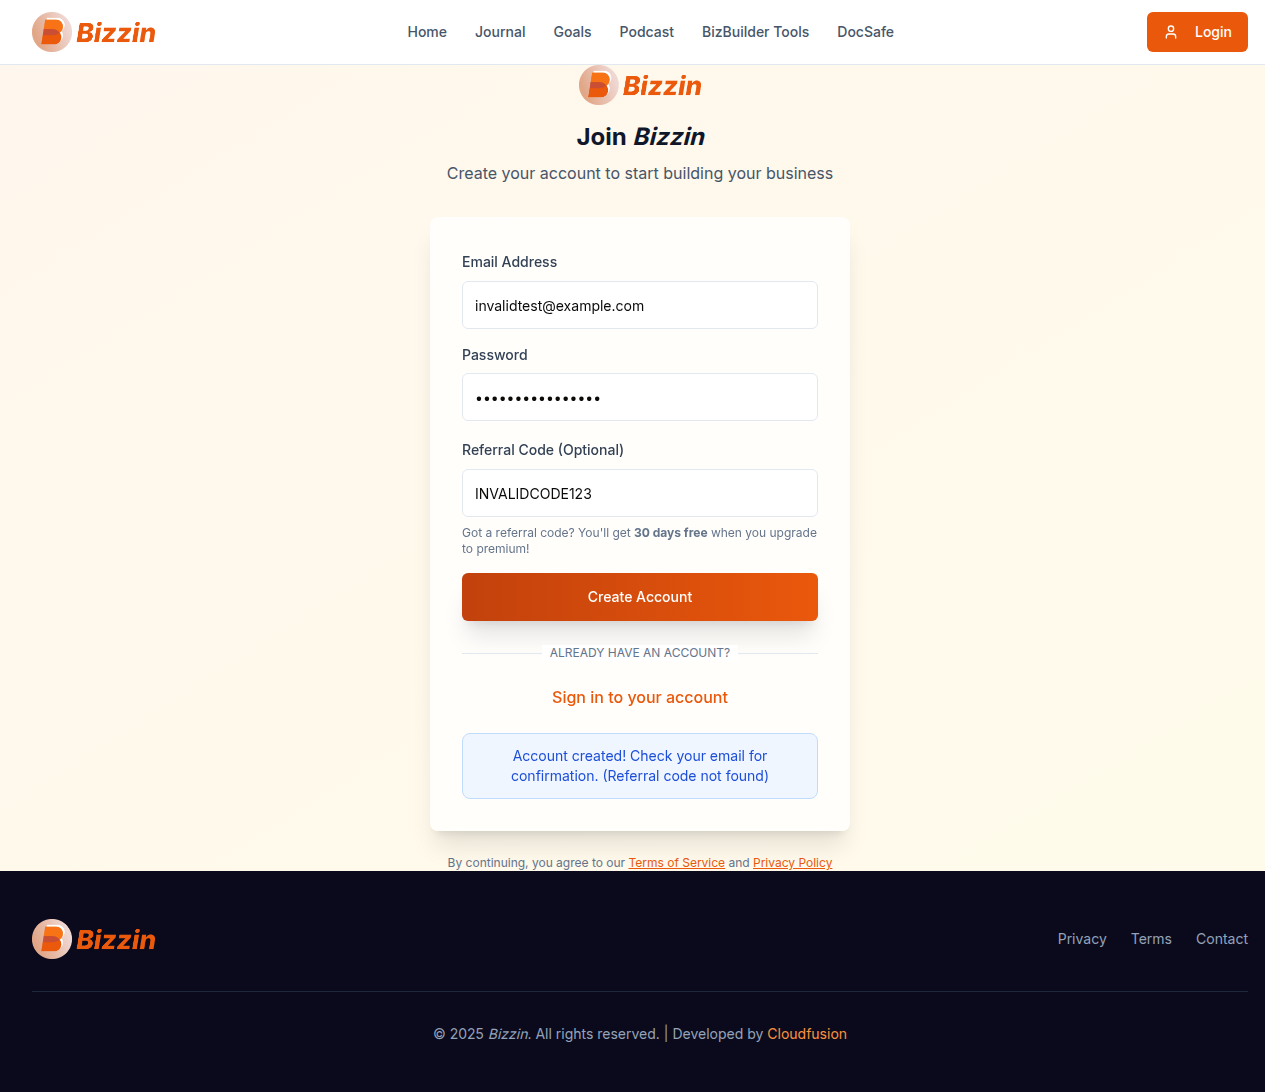 Bizzin
Home
Journal
Goals
Podcast
BizBuilder Tools
DocSafe
Login
Bizzin
Join Bizzin
Create your account to start building your business
Email Address
invalidtest@example.com
Password
••••••••••••••••
Referral Code (Optional)
INVALIDCODE123
Got a referral code? You'll get 30 days free when you upgrade
to premium!
Create Account
ALREADY HAVE AN ACCOUNT?
Sign in to your account
Account created! Check your email for
confirmation. (Referral code not found)
By continuing, you agree to our Terms of Service and Privacy Policy
Bizzin
Privacy
Terms
Contact
© 2025 Bizzin. All rights reserved. | Developed by Cloudfusion